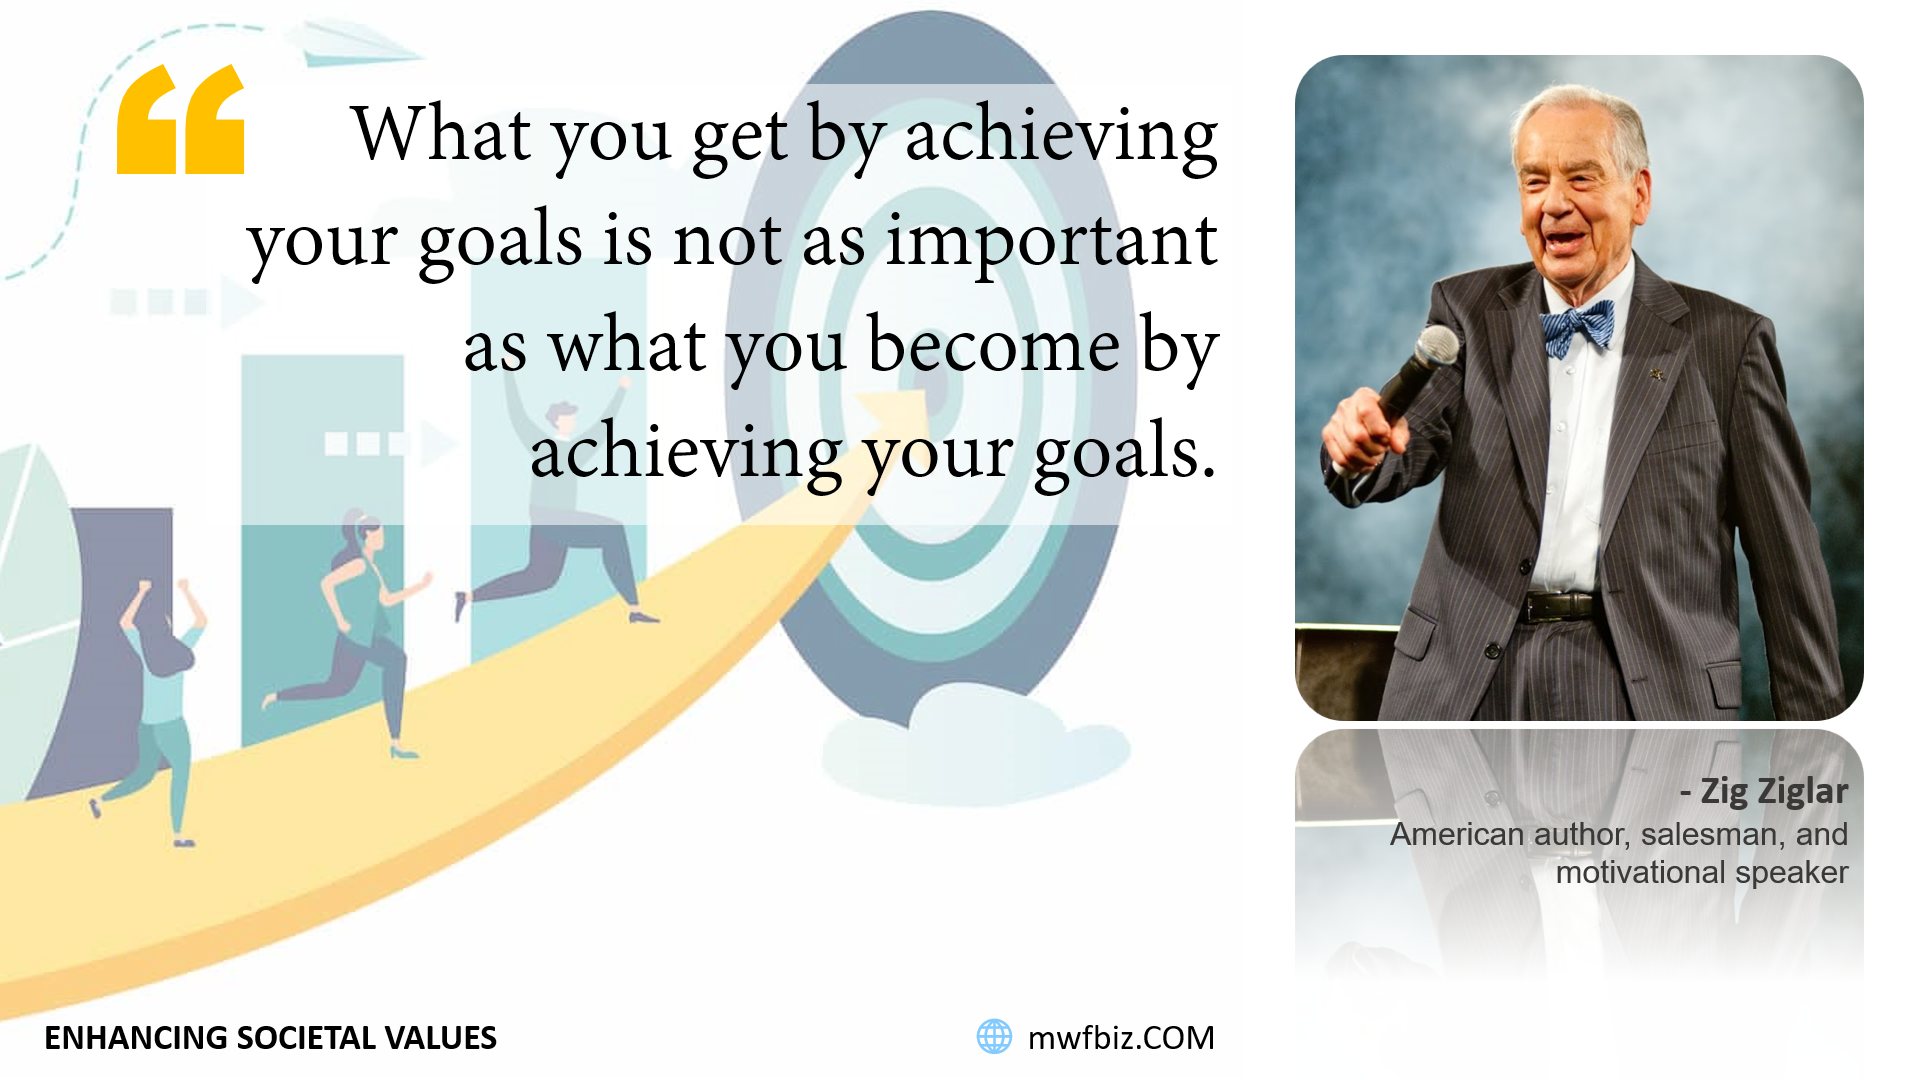 What you get by achieving
your goals is not as important
as what you become by
achieving your goals.
- Zig Ziglar
American author, salesman, and
motivational speaker
ENHANCING SOCIETAL VALUES
mwfbiz.COM